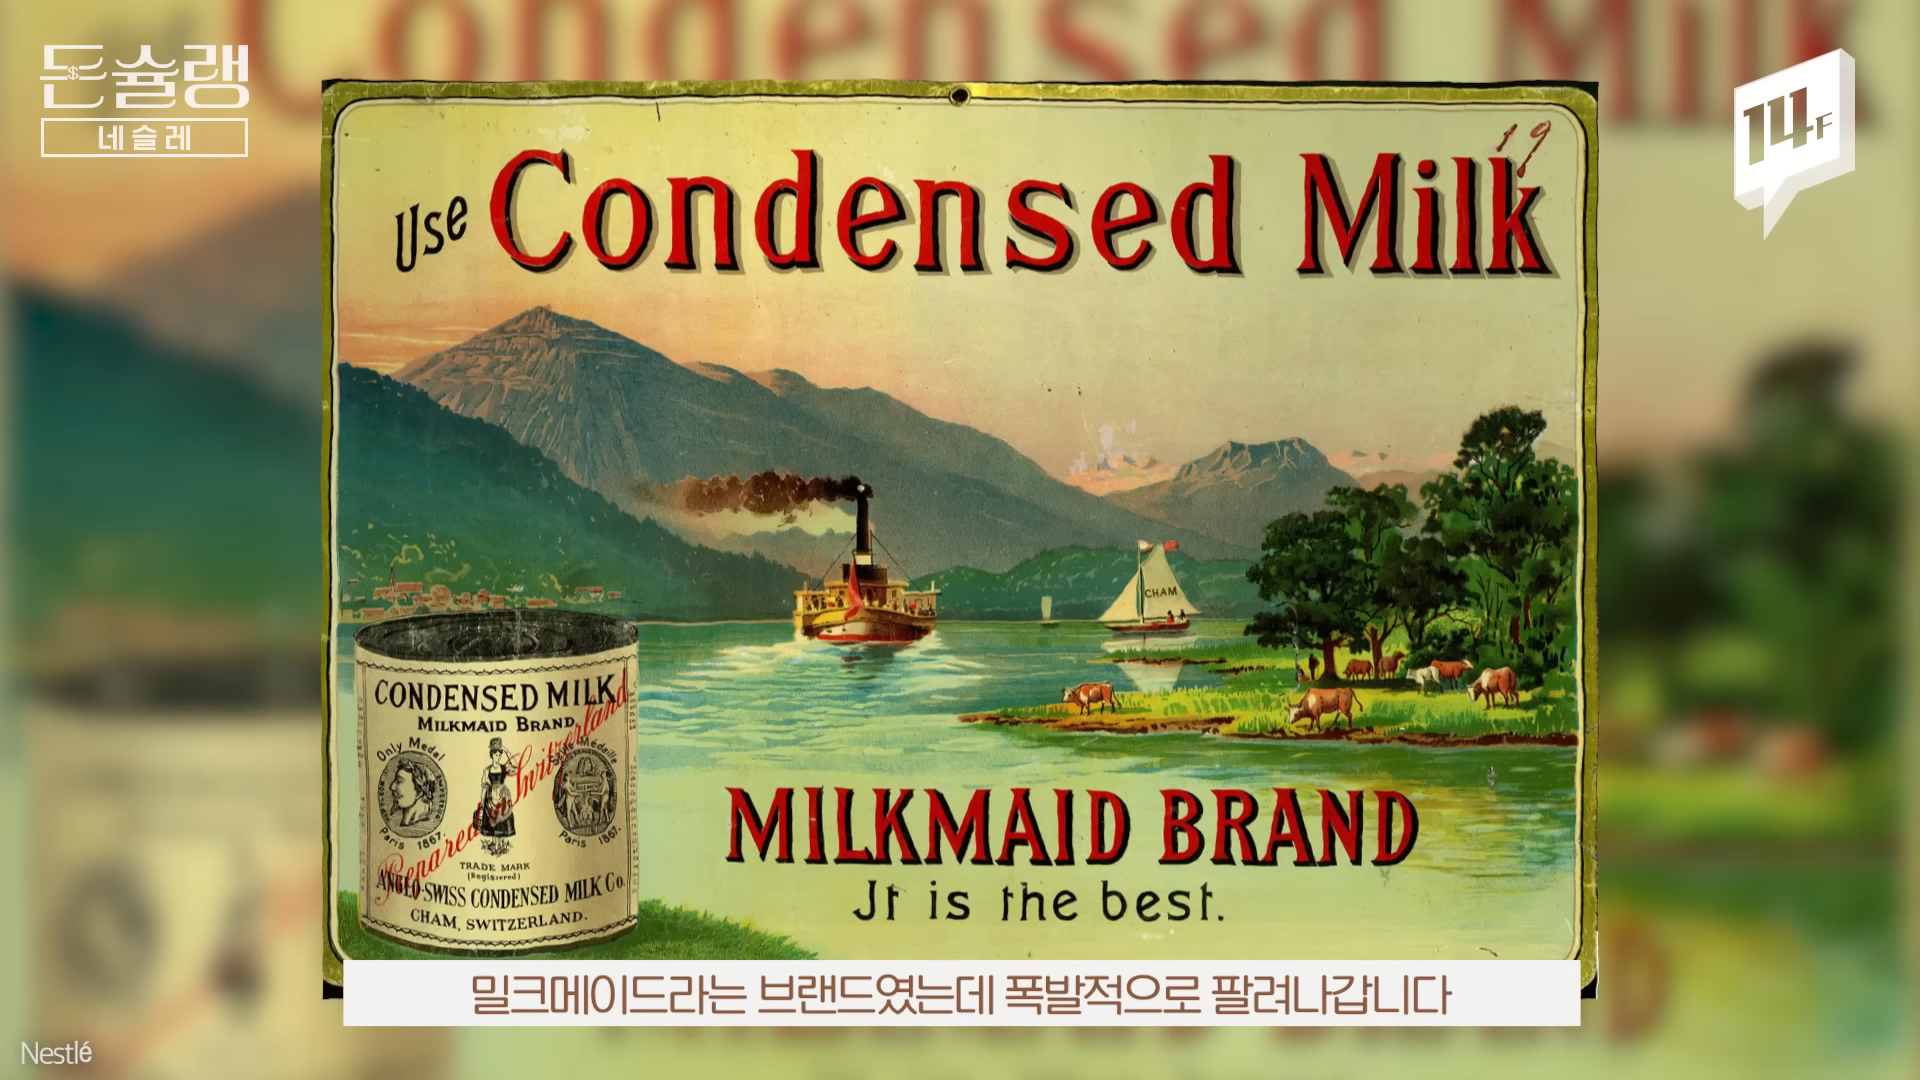 Condensed Milk
돈슐랭
네슬레
14F
19
Use Condensed Milk
CHAM
CONDENSED MILK
MILKMAID BRAND
Only Medal
Paris 1867.
Paris 1867.
Prepared in Switzerland
TRADE MARK
(Registered)
ANGLO-SWISS CONDENSED MILK Co.
CHAM, SWITZERLAND.
MILKMAID BRAND
It is the best.
밀크메이드라는 브랜드였는데 폭발적으로 팔려나갑니다
Nestlé